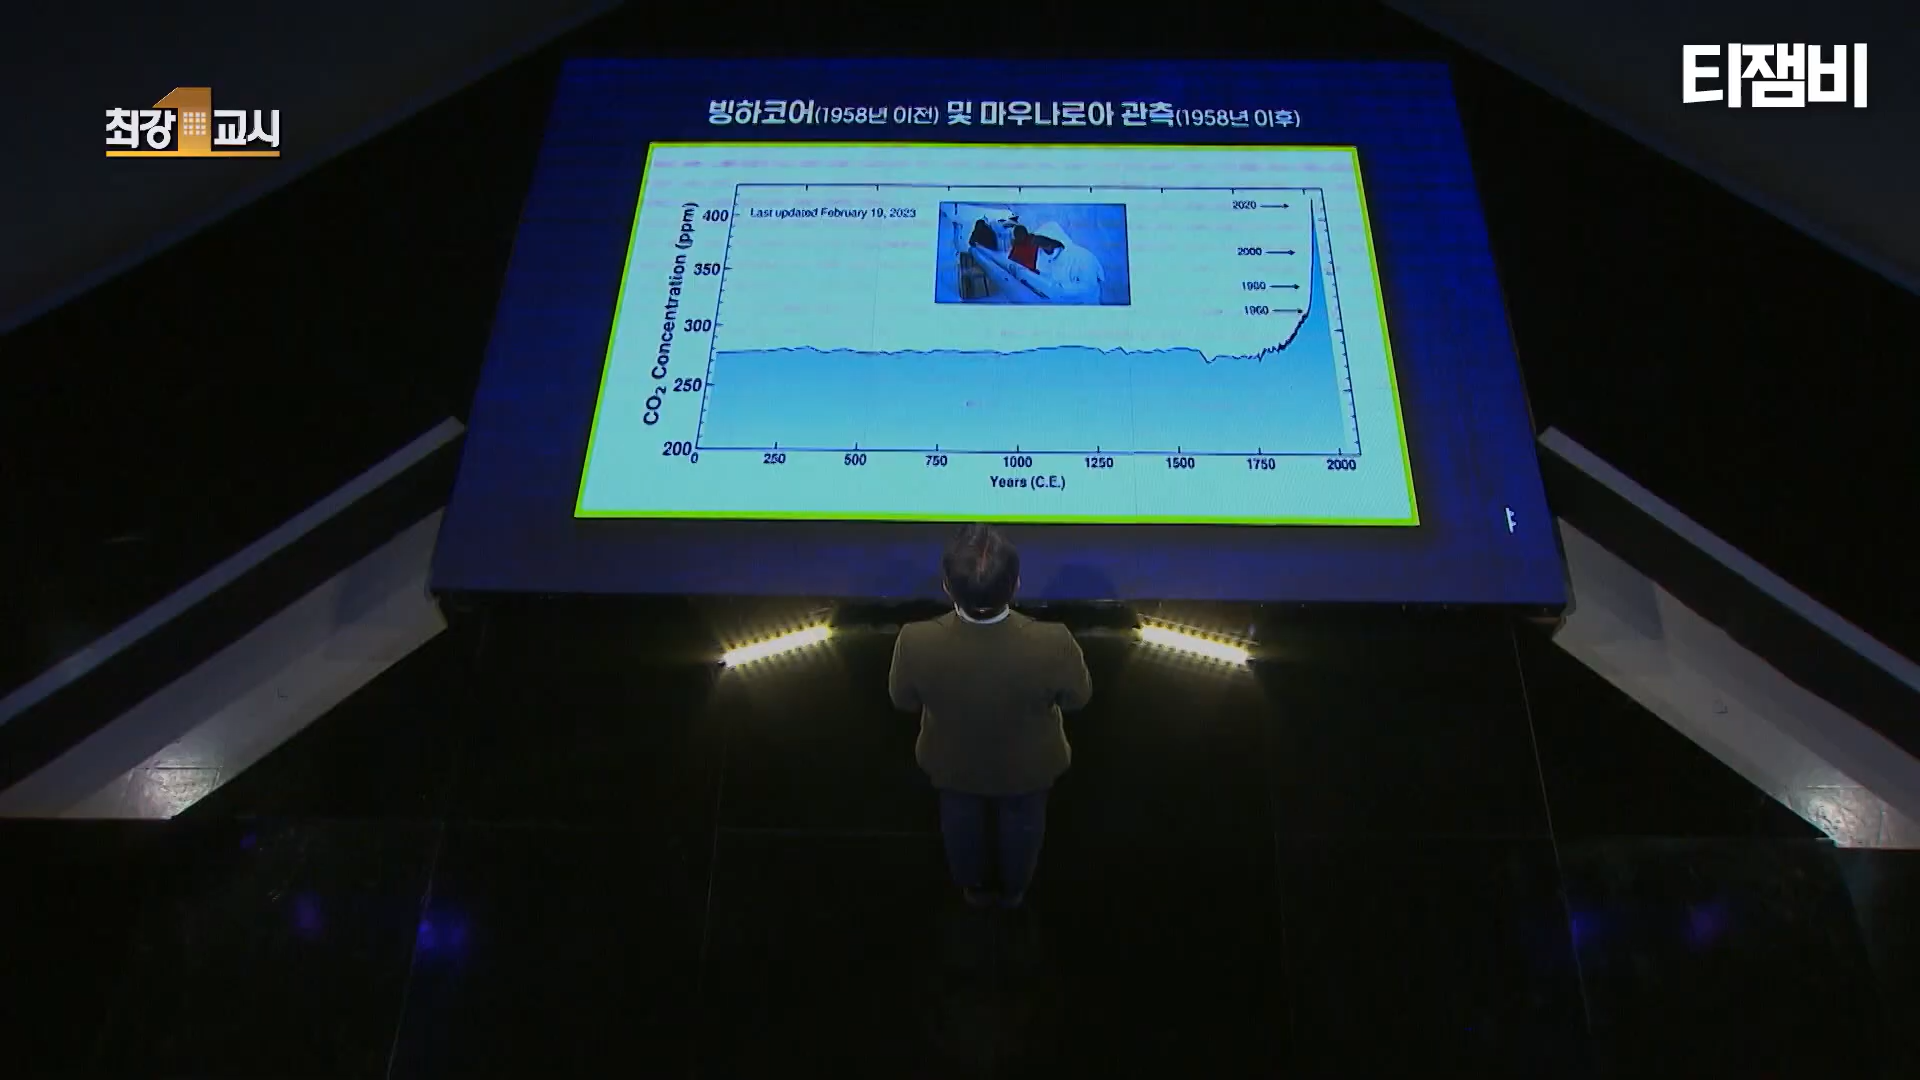 최강1교시
티잼비
빙하코어(1958년 이전) 및 마우나로아 관측(1958년 이후)
Last updated February 19, 2023
CO₂ Concentration (ppm)
400
350
300
250
200
2020
2000
1980
1960
0 250 500 750 1000 1250 1500 1750 2000
Years (C.E.)